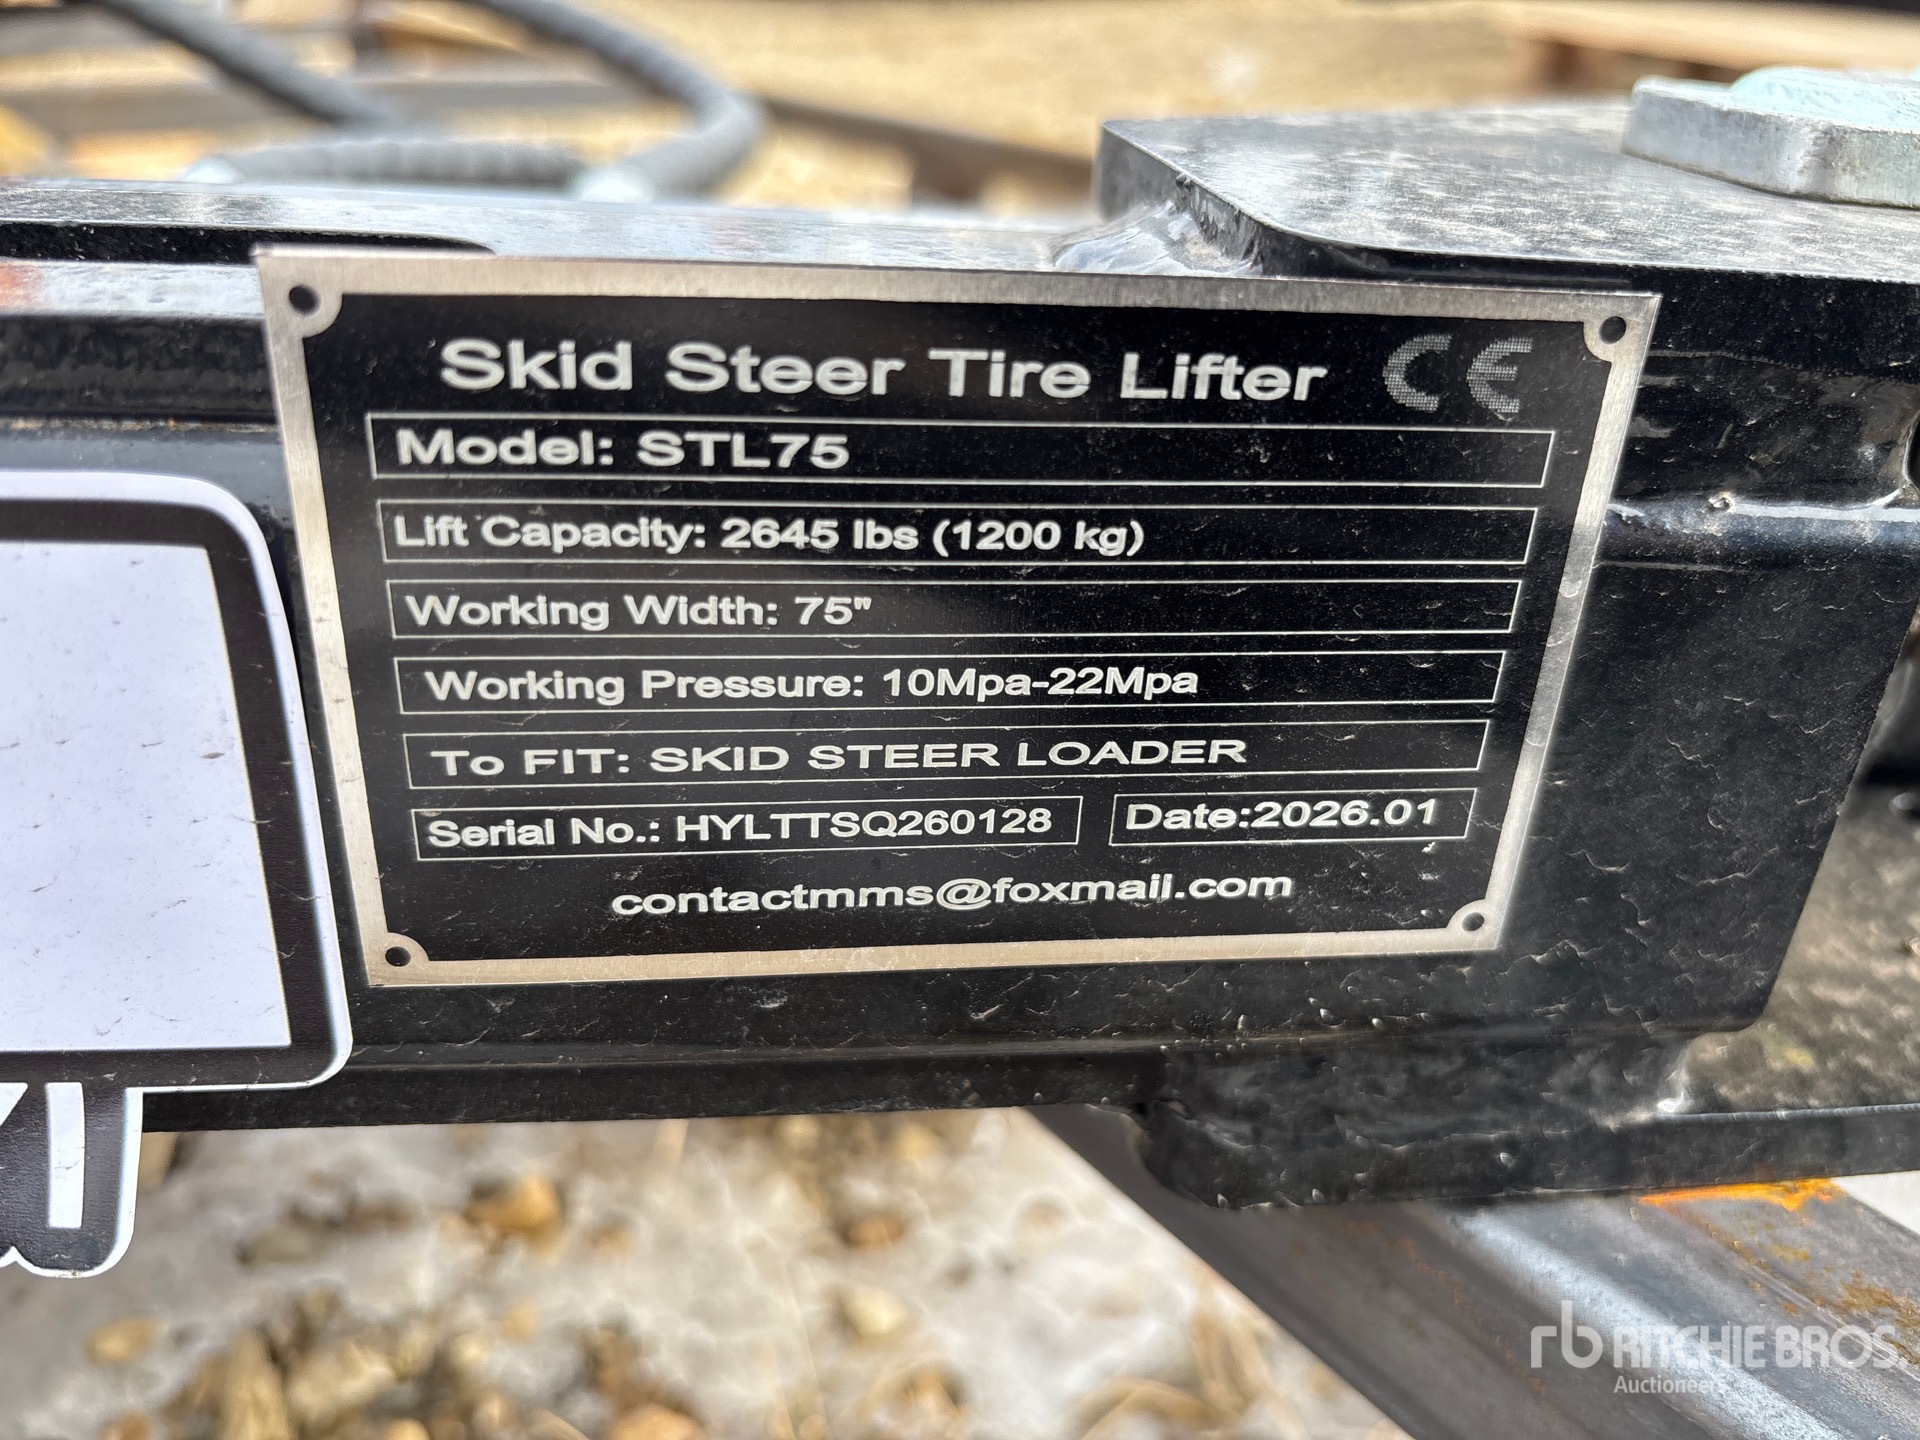 Skid Steer Tire Lifter CE
Model: STL75
Lift Capacity: 2645 lbs (1200 kg)
Working Width: 75"
Working Pressure: 10Mpa-22Mpa
To FIT: SKID STEER LOADER
Serial No.: HYLTTSQ260128 Date:2026.01
contactmms@foxmail.com
rb RITCHIE BROS.
Auctioneers